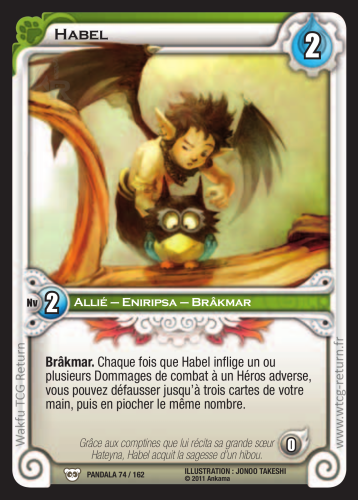 Habel
2
Nv 2 Allié – Eniripsa – Brâkmar
Brâkmar. Chaque fois que Habel inflige un ou
plusieurs Dommages de combat à un Héros adverse,
vous pouvez défausser jusqu'à trois cartes de votre
main, puis en piocher le même nombre.
Grâce aux comptines que lui récita sa grande sœur
Hateyna, Habel acquit la sagesse d'un hibou.
0
PANDALA 74 / 162
ILLUSTRATION : JONOO TAKESHI
© 2011 Ankama
Wakfu TCG Return
www.wtcg-return.fr